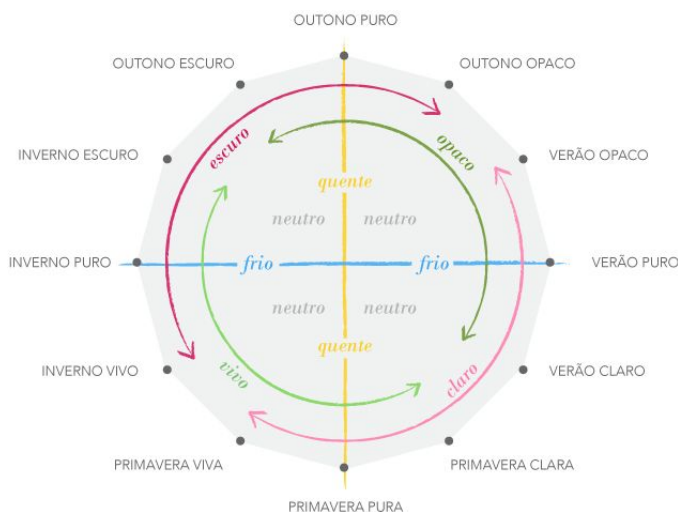 OUTONO PURO
OUTONO ESCURO
OUTONO OPACO
INVERNO ESCURO
escuro
opaco
VERÃO OPACO
quente
neutro
neutro
INVERNO PURO
frio
frio
VERÃO PURO
neutro
neutro
quente
INVERNO VIVO
vivo
claro
VERÃO CLARO
PRIMAVERA VIVA
PRIMAVERA CLARA
PRIMAVERA PURA